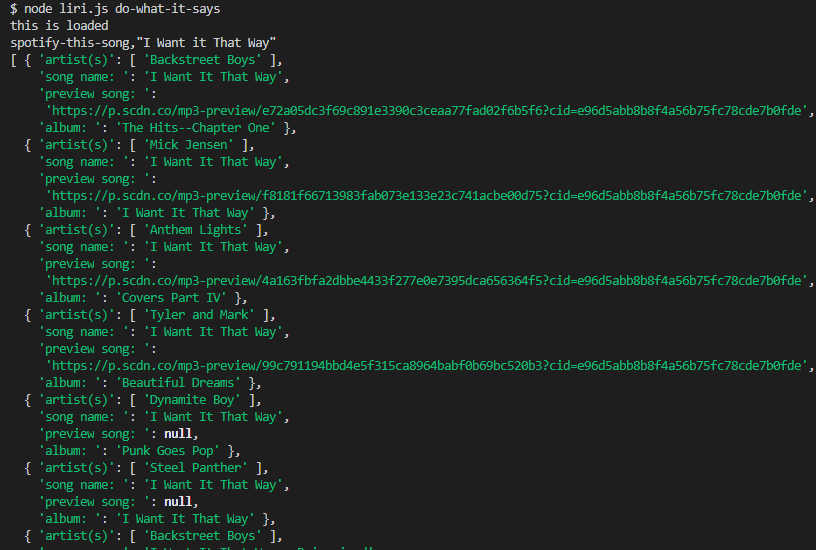 $ node liri.js do-what-it-says
this is loaded
spotify-this-song,"I Want it That Way"
[ { 'artist(s)': [ 'Backstreet Boys' ],
'song name: ': 'I Want It That Way',
'preview song: ':
'https://p.scdn.co/mp3-preview/e72a05dc3f69c891e3390c3ceaa77fad02f6b5f6?cid=e96d5abb8b8f4a56b75fc78cde7b0fde',
'album: ': 'The Hits--Chapter One' },
{ 'artist(s)': [ 'Mick Jensen' ],
'song name: ': 'I Want It That Way',
'preview song: ':
'https://p.scdn.co/mp3-preview/f8181f66713983fab073e133e23c741acbe00d75?cid=e96d5abb8b8f4a56b75fc78cde7b0fde',
'album: ': 'I Want It That Way' },
{ 'artist(s)': [ 'Anthem Lights' ],
'song name: ': 'I Want It That Way',
'preview song: ':
'https://p.scdn.co/mp3-preview/4a163fbfa2dbbe4433f277e0e7395dca656364f5?cid=e96d5abb8b8f4a56b75fc78cde7b0fde',
'album: ': 'Covers Part IV' },
{ 'artist(s)': [ 'Tyler and Mark' ],
'song name: ': 'I Want It That Way',
'preview song: ':
'https://p.scdn.co/mp3-preview/99c791194bbd4e5f315ca8964babf0b69bc520b3?cid=e96d5abb8b8f4a56b75fc78cde7b0fde',
'album: ': 'Beautiful Dreams' },
{ 'artist(s)': [ 'Dynamite Boy' ],
'song name: ': 'I Want It That Way',
'preview song: ': null,
'album: ': 'Punk Goes Pop' },
{ 'artist(s)': [ 'Steel Panther' ],
'song name: ': 'I Want It That Way',
'preview song: ': null,
'album: ': 'I Want It That Way' },
{ 'artist(s)': [ 'Backstreet Boys' ],